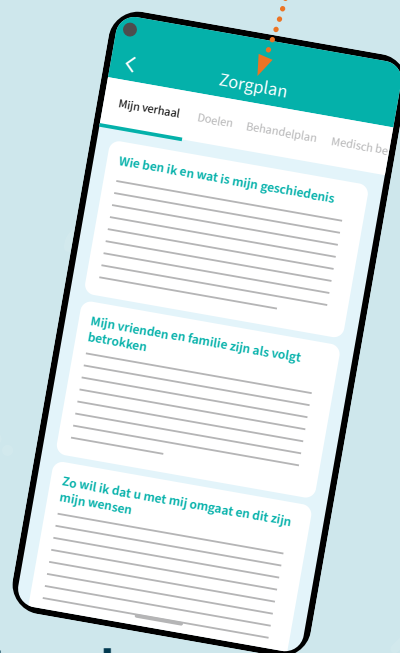 Zorgplan
Mijn verhaal Doelen Behandelplan Medisch be
Wie ben ik en wat is mijn geschiedenis
Mijn vrienden en familie zijn als volgt
betrokken
Zo wil ik dat u met mij omgaat en dit zijn
mijn wensen